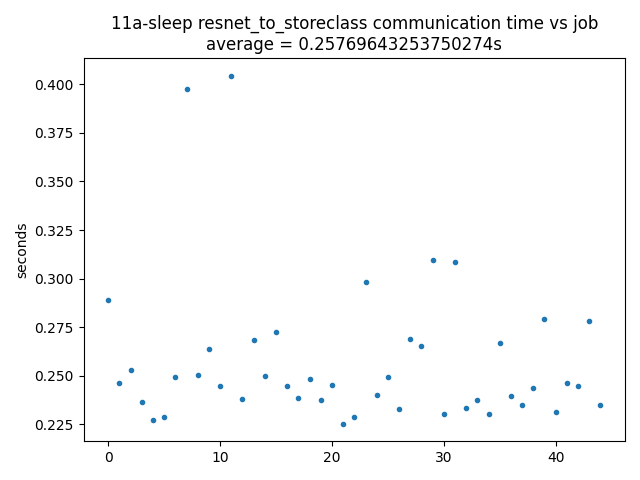 11a-sleep resnet_to_storeclass communication time vs job
average = 0.25769643253750274s
0.400
0.375
0.350
0.325
0.300
0.275
0.250
0.225
seconds
0 10 20 30 40